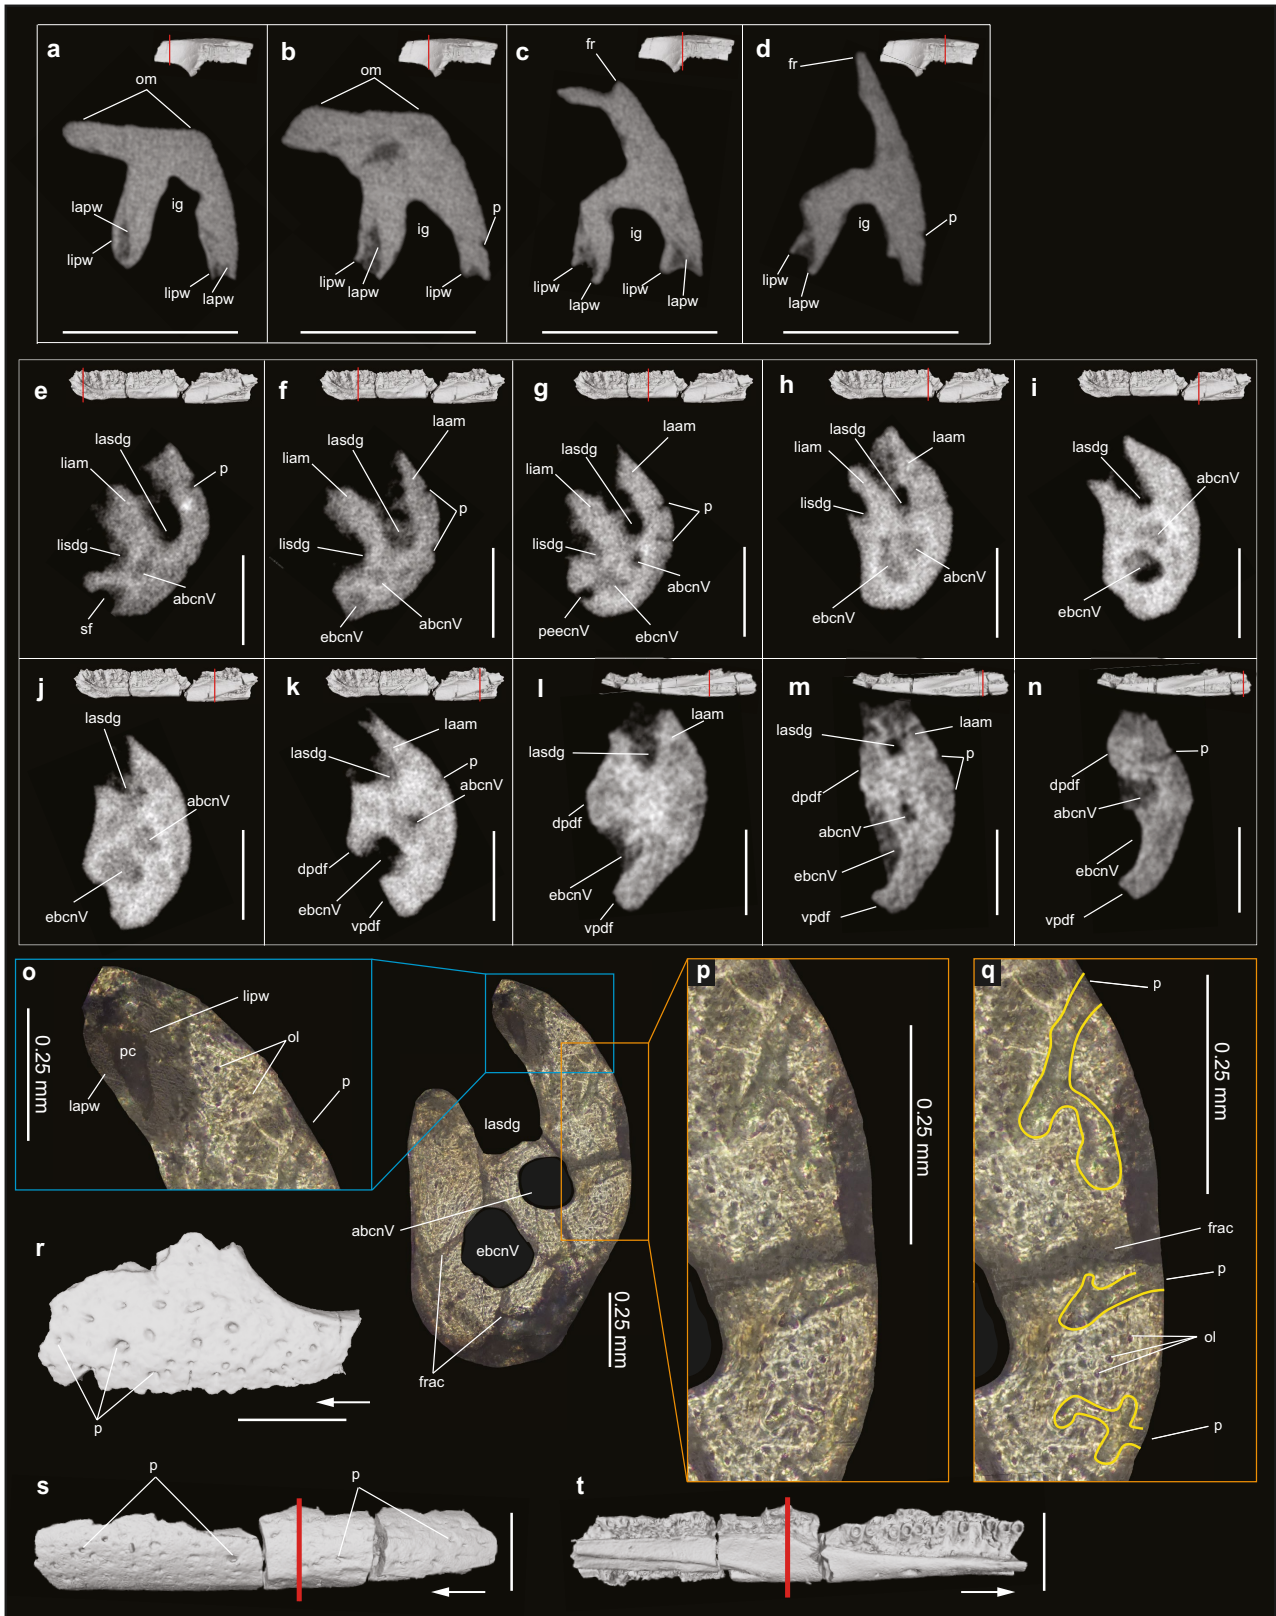 a
om
lapw
lipw
ig
lipw
lapw
b
om
ig
p
lipw
lapw
lipw
c
fr
ig
lipw
lapw
lipw
lapw
d
fr
ig
p
lipw
lapw
e
lasdg
liam
p
lisdg
abcnV
sf
f
lasdg
laam
liam
p
lisdg
ebcnV
abcnV
g
laam
lasdg
liam
p
lisdg
abcnV
peecnV
ebcnV
h
lasdg
laam
liam
lisdg
abcnV
ebcnV
i
lasdg
abcnV
ebcnV
j
lasdg
abcnV
ebcnV
k
laam
lasdg
p
abcnV
dpdf
ebcnV
vpdf
l
laam
lasdg
dpdf
ebcnV
vpdf
m
lasdg
laam
p
dpdf
abcnV
ebcnV
vpdf
n
p
dpdf
abcnV
ebcnV
vpdf
o
lipw
ol
pc
p
lapw
0.25 mm
lasdg
abcnV
ebcnV
frac
0.25 mm
p
0.25 mm
q
p
0.25 mm
frac
p
ol
p
r
p
s
p
p
t